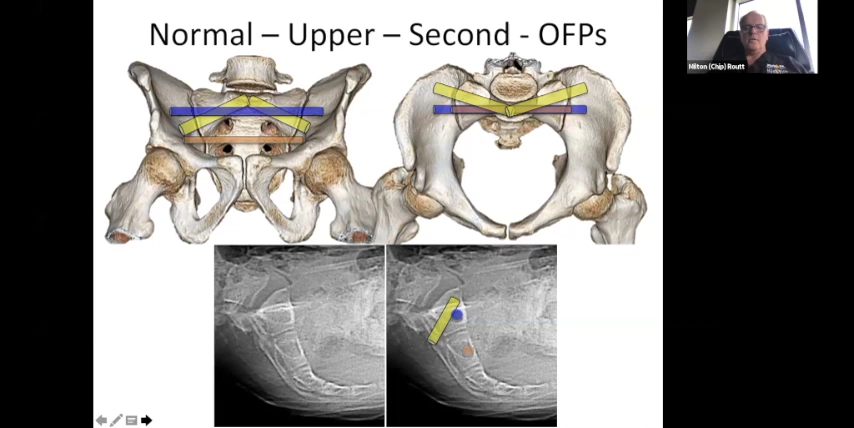 Normal – Upper – Second - OFPs
Milton (Chip) Routt